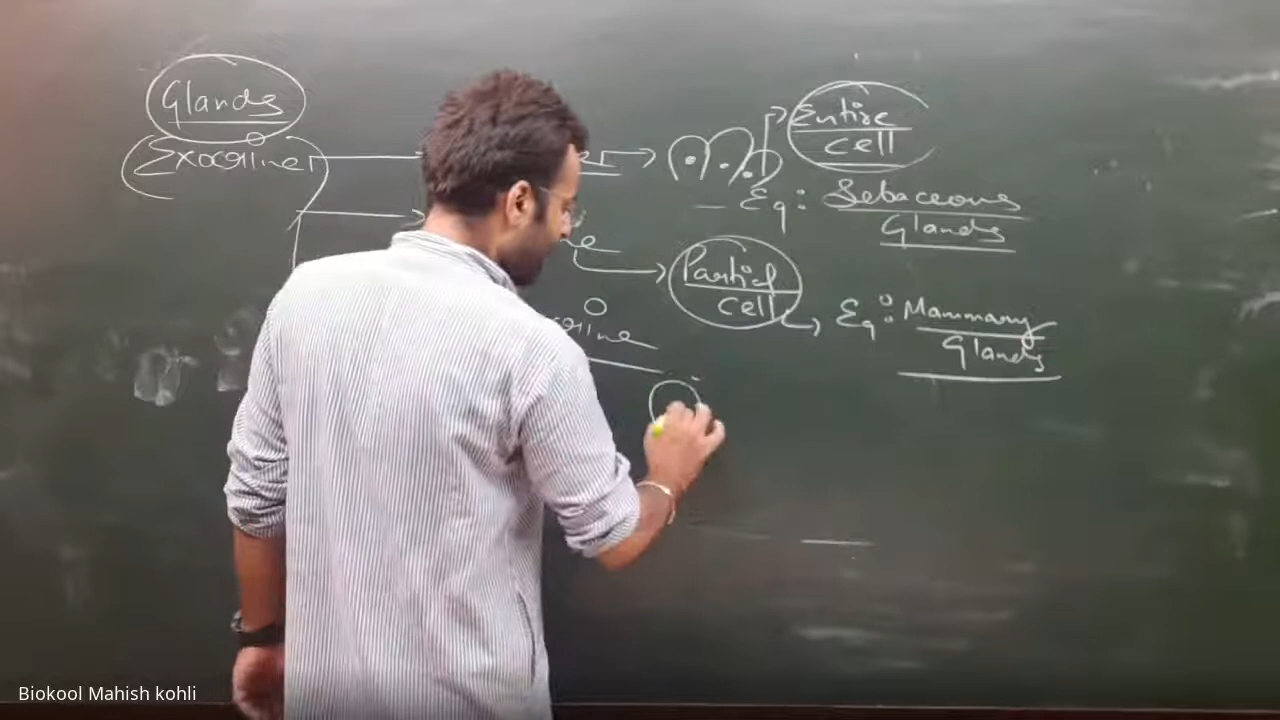 Glands
Exocrine
Entire
cell
Eg: Sebaceous
Glands
Partial
cell
Eg: Mammary
Glands
Biokool Mahish kohli